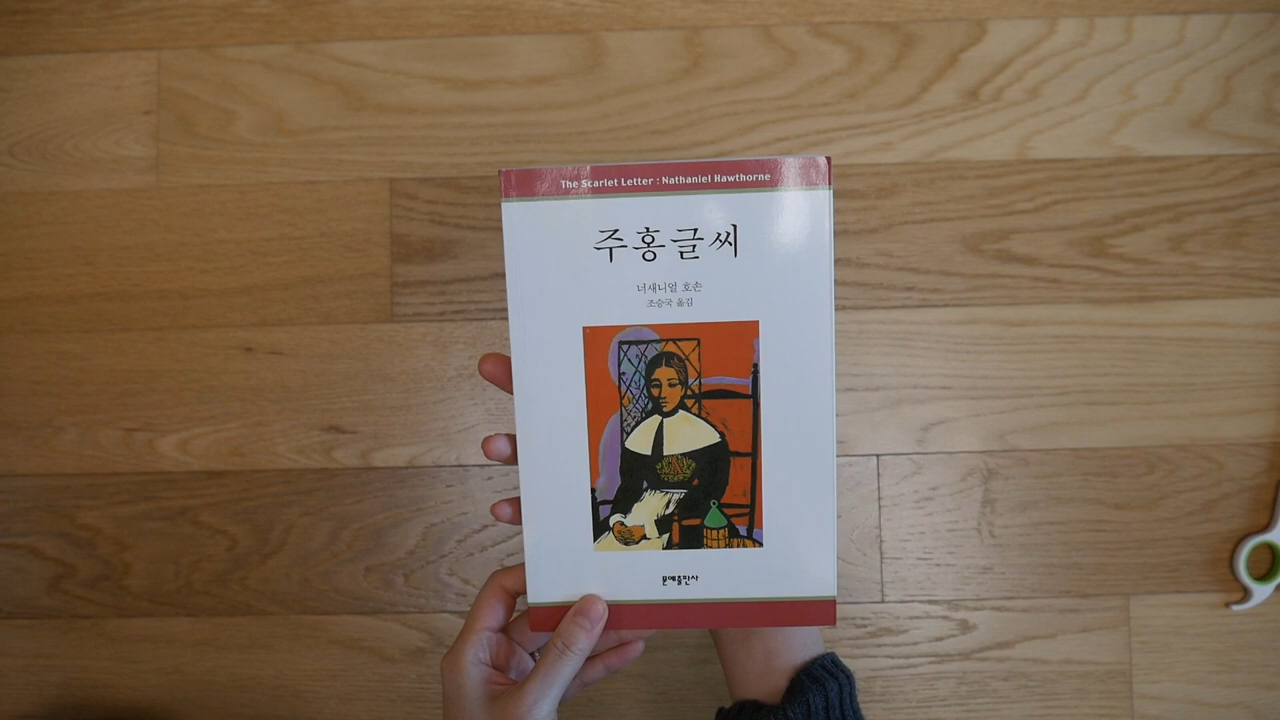 The Scarlet Letter : Nathaniel Hawthorne
주홍글씨
너새니얼 호손
조승국 옮김
A
문예출판사